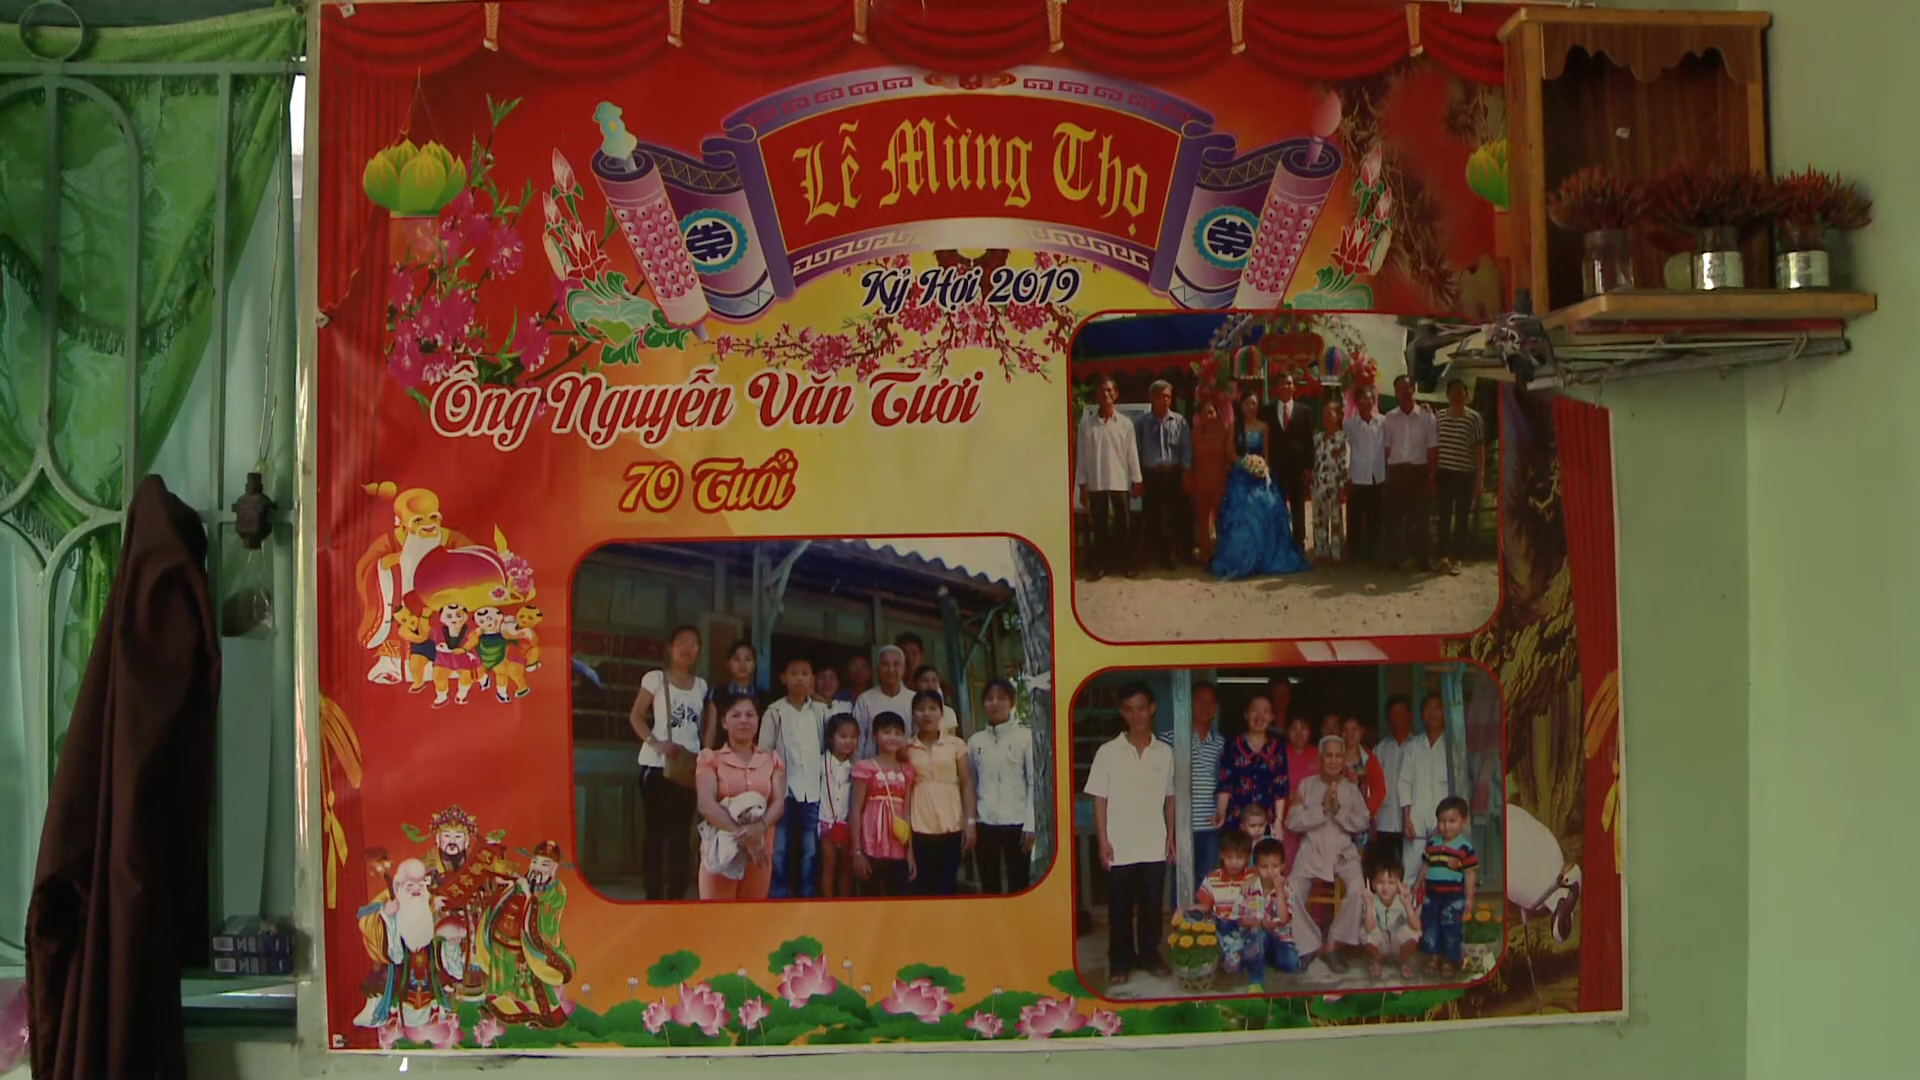 Lễ Mừng Thọ
Kỷ Hợi 2019
Ông Nguyễn Văn Tươi
70 Tuổi